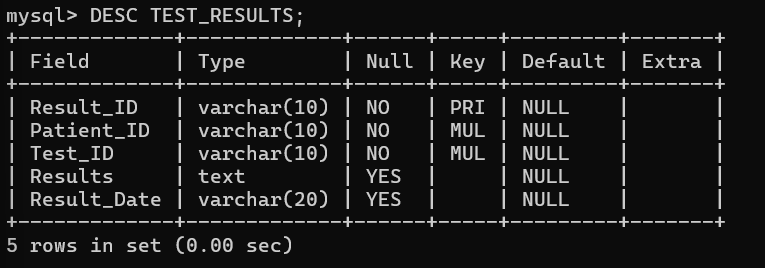 mysql> DESC TEST_RESULTS;
+-------------+-------------+------+-----+---------+-------+
| Field       | Type        | Null | Key | Default | Extra |
+-------------+-------------+------+-----+---------+-------+
| Result_ID   | varchar(10) | NO   | PRI | NULL    |       |
| Patient_ID  | varchar(10) | NO   | MUL | NULL    |       |
| Test_ID     | varchar(10) | NO   | MUL | NULL    |       |
| Results     | text        | YES  |     | NULL    |       |
| Result_Date | varchar(20) | YES  |     | NULL    |       |
+-------------+-------------+------+-----+---------+-------+
5 rows in set (0.00 sec)